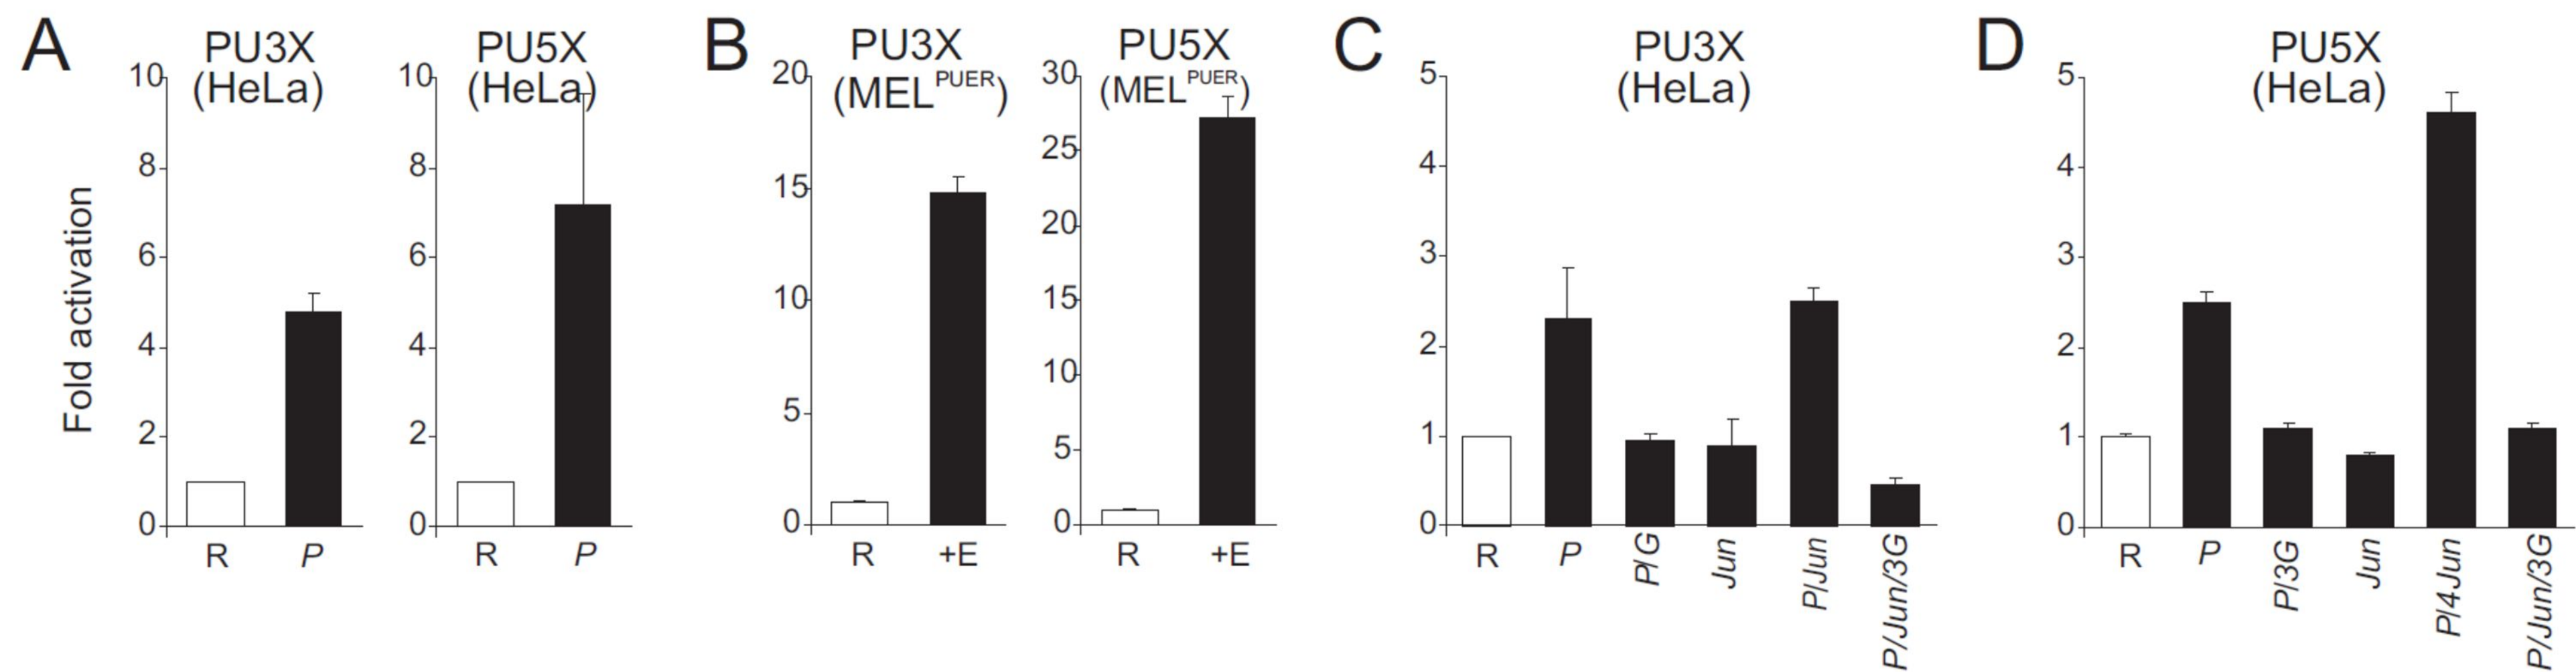 A
PU3X
(HeLa)
PU5X
(HeLa)
Fold activation
10
8
6
4
2
0
R
P
10
8
6
4
2
0
R
P
B
PU3X
(MEL PUER)
PU5X
(MEL PUER)
20
15
10
5
0
R
+E
30
25
20
15
10
5
0
R
+E
C
PU3X
(HeLa)
5
4
3
2
1
0
R
P
P/G
Jun
P/Jun
P/Jun/3G
D
PU5X
(HeLa)
5
4
3
2
1
0
R
P
P/3G
Jun
P/4Jun
P/Jun/3G